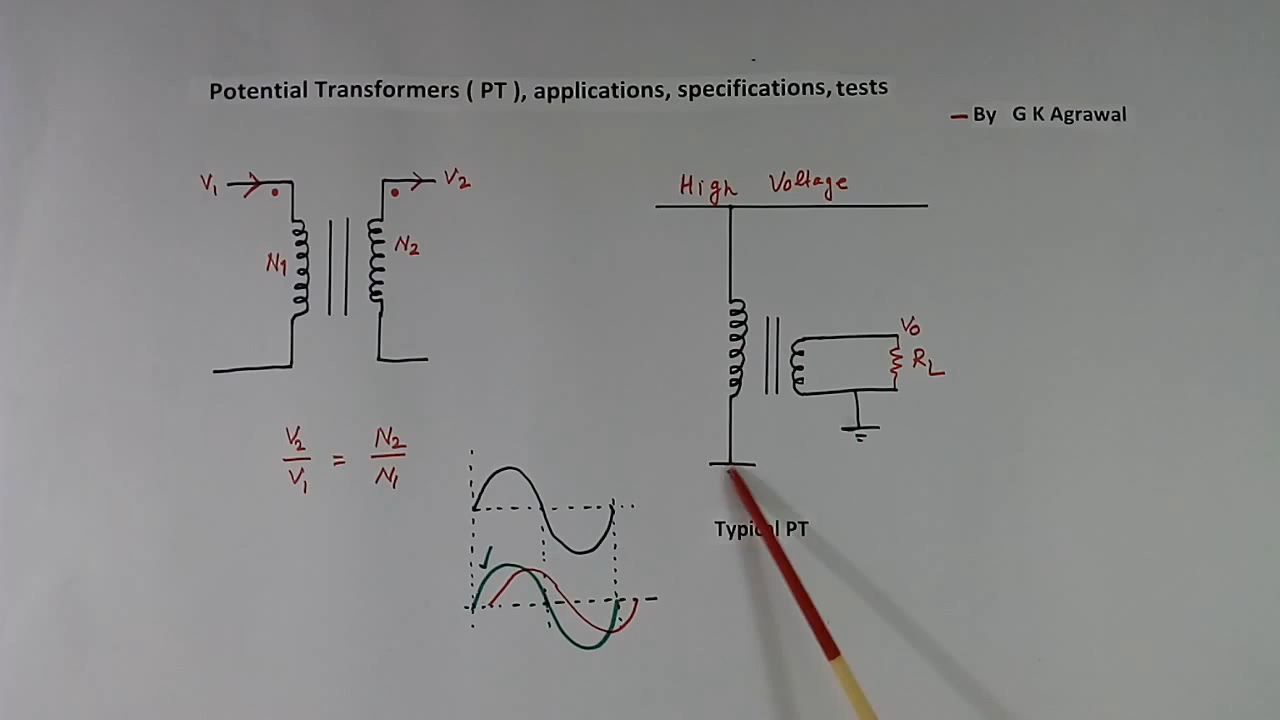 Potential Transformers ( PT ), applications, specifications, tests
— By G K Agrawal
V1
V2
N1
N2
V2 / V1 = N2 / N1
High Voltage
Vo
RL
Typical PT